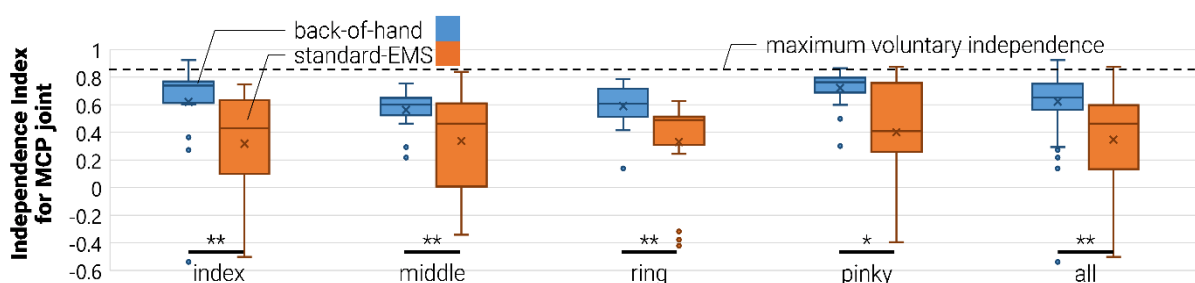 back-of-hand
standard-EMS
maximum voluntary independence
Independence Index
for MCP joint
1
0.8
0.6
0.4
0.2
0
-0.2
-0.4
-0.6
** ** ** * **
index middle ring pinky all